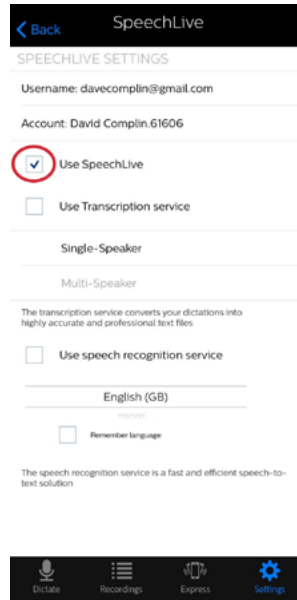 Back
SpeechLive
SPEECHLIVE SETTINGS
Username: davecomplin@gmail.com
Account: David Complin.61606
Use SpeechLive
Use Transcription service
Single-Speaker
Multi-Speaker
The transcription service converts your dictations into
highly accurate and professional text files
Use speech recognition service
English (GB)
Remember language
The speech recognition service is a fast and efficient speech-to-
text solution
Dictate
Recordings
Express
Settings